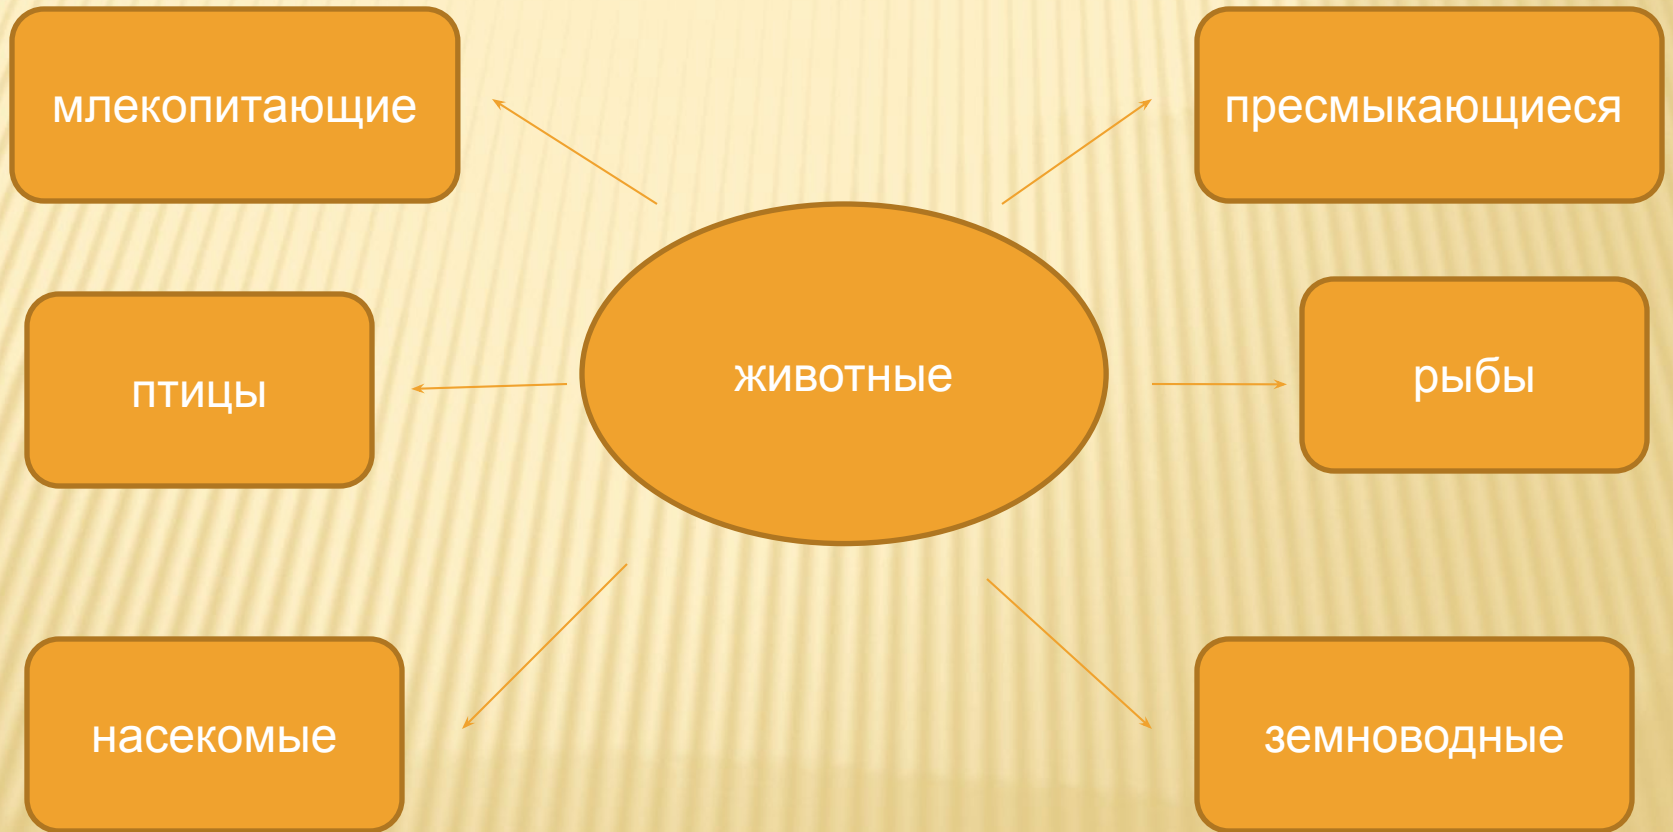 млекопитающие
пресмыкающиеся
животные
птицы
рыбы
насекомые
земноводные